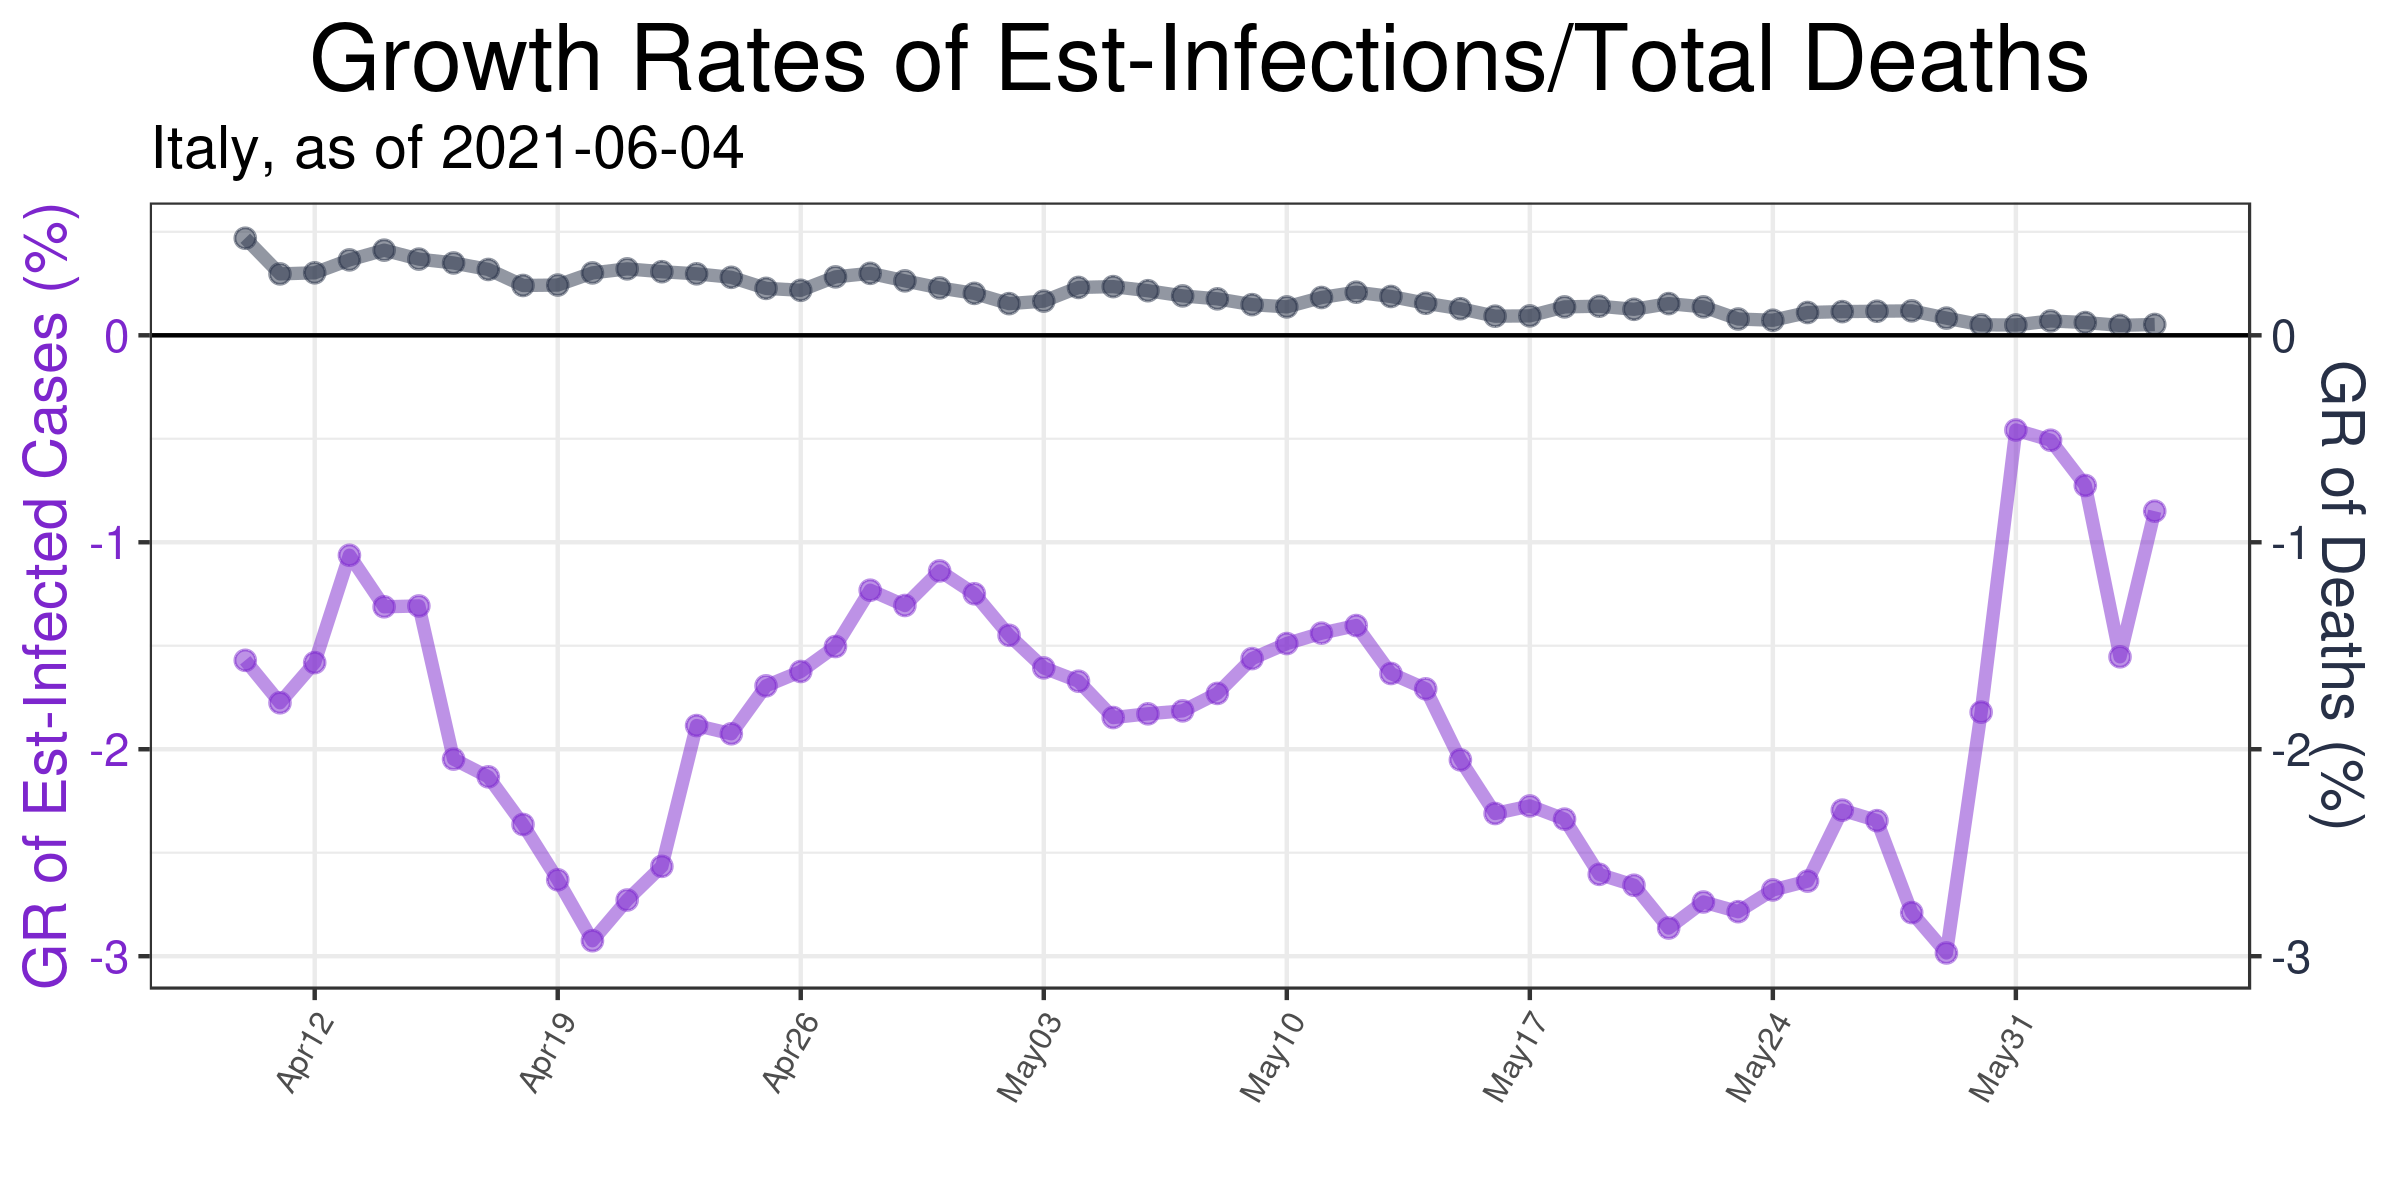 Growth Rates of Est-Infections/Total Deaths
Italy, as of 2021-06-04
GR of Est-Infected Cases (%)
0
-1
-2
-3
0
-1
-2
-3
GR of Deaths (%)
Apr12
Apr19
Apr26
May03
May10
May17
May24
May31